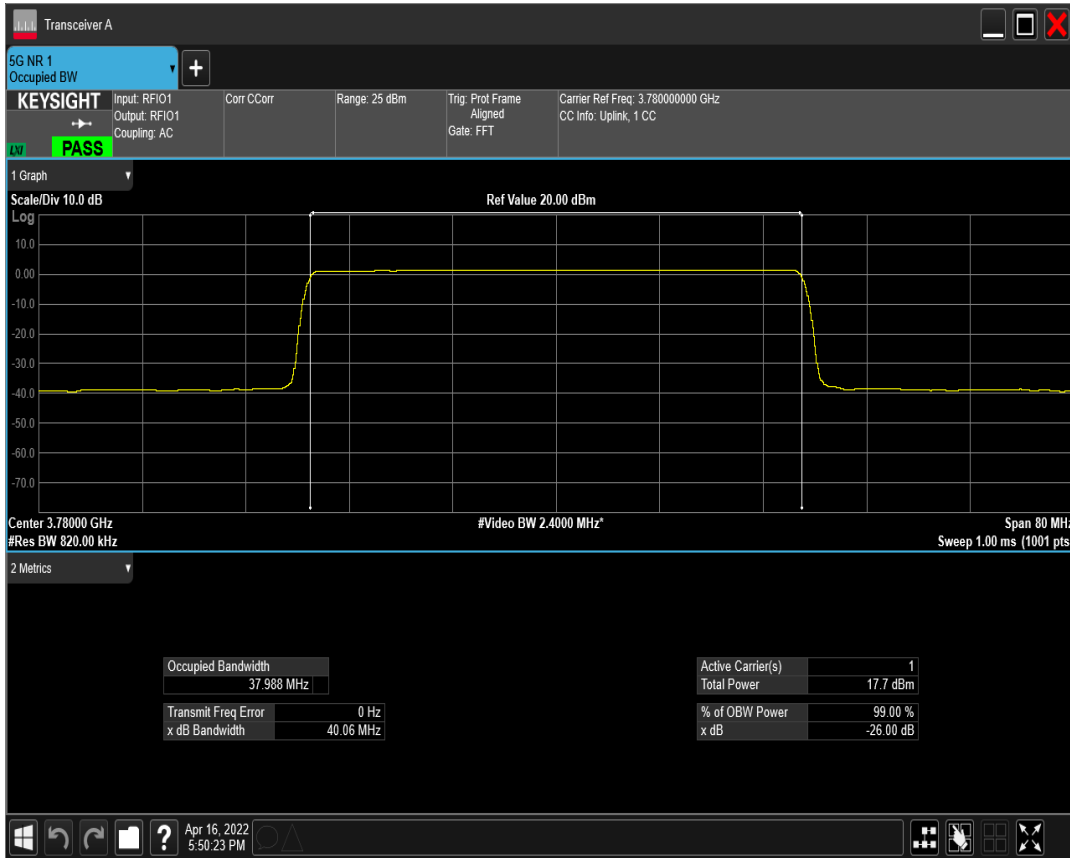 Transceiver A
5G NR 1
Occupied BW
KEYSIGHT
LXI
PASS
Input: RFIO1
Output: RFIO1
Coupling: AC
Corr CCorr
Range: 25 dBm
Trig: Prot Frame
Aligned
Gate: FFT
Carrier Ref Freq: 3.780000000 GHz
CC Info: Uplink, 1 CC
1 Graph
Scale/Div 10.0 dB
Ref Value 20.00 dBm
Log
10.0
0.00
-10.0
-20.0
-30.0
-40.0
-50.0
-60.0
-70.0
Center 3.78000 GHz
#Video BW 2.4000 MHz*
Span 80 MHz
#Res BW 820.00 kHz
Sweep 1.00 ms (1001 pts
2 Metrics
Occupied Bandwidth
37.988 MHz
Transmit Freq Error 0 Hz
x dB Bandwidth 40.06 MHz
Active Carrier(s) 1
Total Power 17.7 dBm
% of OBW Power 99.00 %
x dB -26.00 dB
?
Apr 16, 2022
5:50:23 PM